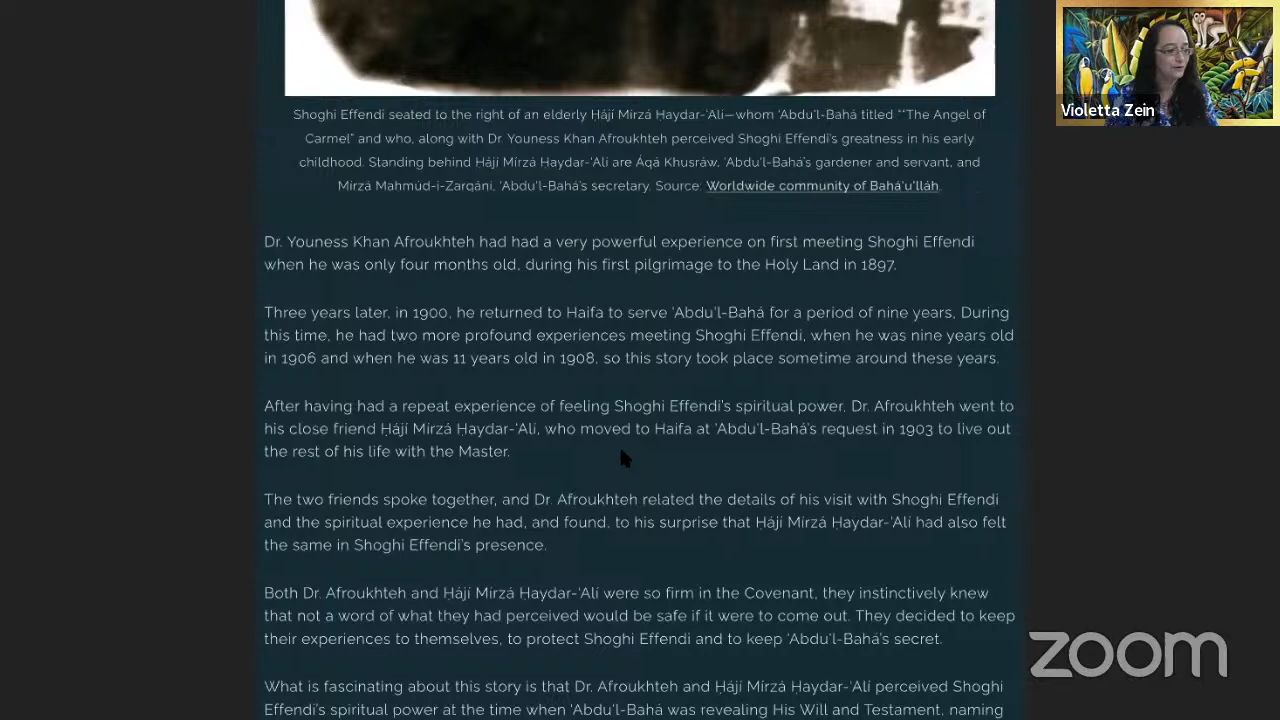 Shoghi Effendi seated to the right of an elderly Ḥájí Mírzá Ḥaydar-‘Alí—whom ‘Abdu’l-Bahá titled "“The Angel of
Carmel” and who, along with Dr. Youness Khan Afroukhteh perceived Shoghi Effendi’s greatness in his early
childhood. Standing behind Ḥájí Mírzá Ḥaydar-‘Alí are Áqá Khusráw, ‘Abdu’l-Bahá’s gardener and servant, and
Mírzá Maḥmúd-i-Zarqání, ‘Abdu’l-Bahá’s secretary. Source: Worldwide community of Bahá’u’lláh.
Violetta Zein
Dr. Youness Khan Afroukhteh had had a very powerful experience on first meeting Shoghi Effendi
when he was only four months old, during his first pilgrimage to the Holy Land in 1897.
Three years later, in 1900, he returned to Haifa to serve ‘Abdu’l-Bahá for a period of nine years, During
this time, he had two more profound experiences meeting Shoghi Effendi, when he was nine years old
in 1906 and when he was 11 years old in 1908, so this story took place sometime around these years.
After having had a repeat experience of feeling Shoghi Effendi’s spiritual power, Dr. Afroukhteh went to
his close friend Ḥájí Mírzá Ḥaydar-‘Alí, who moved to Haifa at ‘Abdu’l-Bahá’s request in 1903 to live out
the rest of his life with the Master.
The two friends spoke together, and Dr. Afroukhteh related the details of his visit with Shoghi Effendi
and the spiritual experience he had, and found, to his surprise that Ḥájí Mírzá Ḥaydar-‘Alí had also felt
the same in Shoghi Effendi’s presence.
Both Dr. Afroukhteh and Ḥájí Mírzá Ḥaydar-‘Alí were so firm in the Covenant, they instinctively knew
that not a word of what they had perceived would be safe if it were to come out. They decided to keep
their experiences to themselves, to protect Shoghi Effendi and to keep ‘Abdu’l-Bahá’s secret.
What is fascinating about this story is that Dr. Afroukhteh and Ḥájí Mírzá Ḥaydar-‘Alí perceived Shoghi
Effendi’s spiritual power at the time when ‘Abdu’l-Bahá was revealing His Will and Testament, naming
zoom